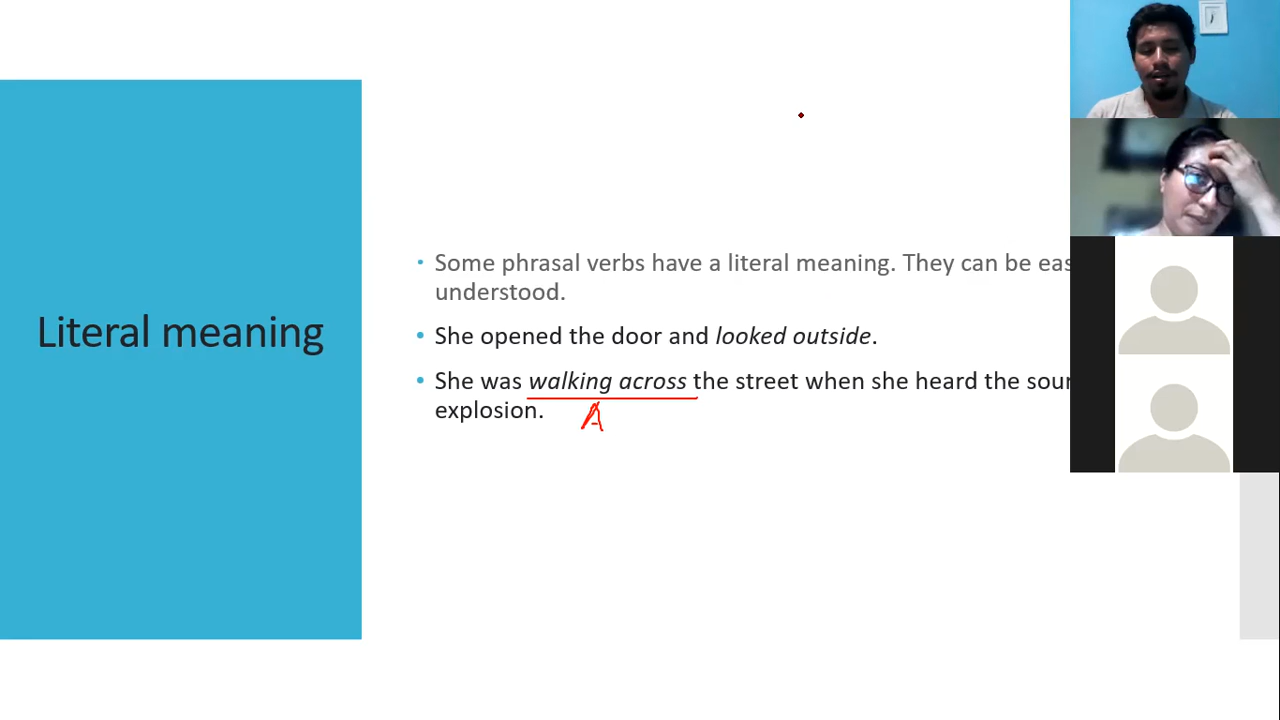 Literal meaning
• Some phrasal verbs have a literal meaning. They can be eas
understood.
• She opened the door and looked outside.
• She was walking across the street when she heard the sour
explosion.
A